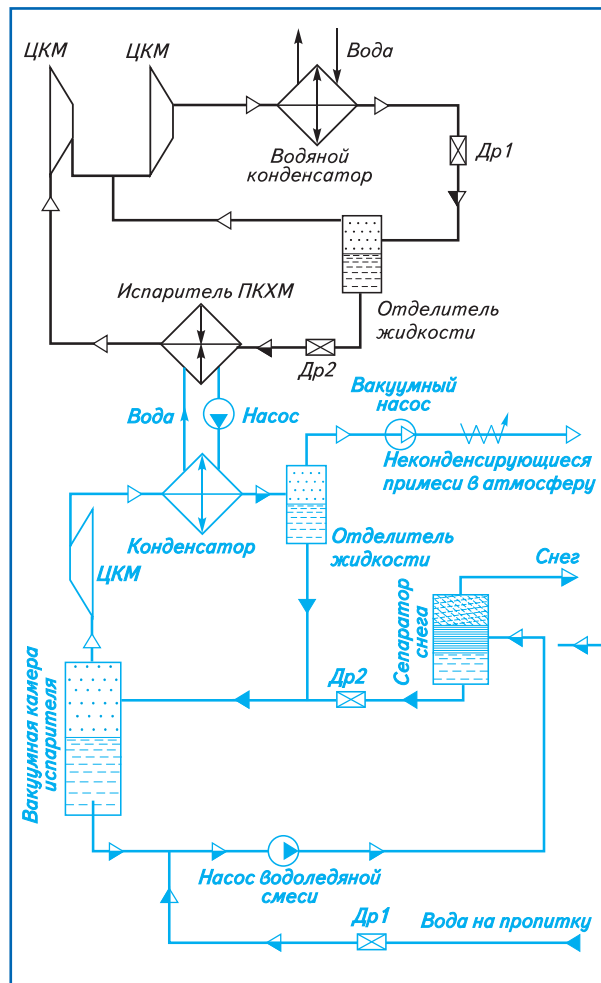 ЦКМ
ЦКМ
Вода
Водяной
конденсатор
Др1
Испаритель ПКХМ
Отделитель
жидкости
Др2
Вода
Насос
Вакуумный
насос
Неконденсирующиеся
примеси в атмосферу
Конденсатор
Отделитель
жидкости
ЦКМ
Снег
Сепаратор
снега
Др2
Вакуумная камера
испарителя
Насос водоледяной
смеси
Др1
Вода на пропитку